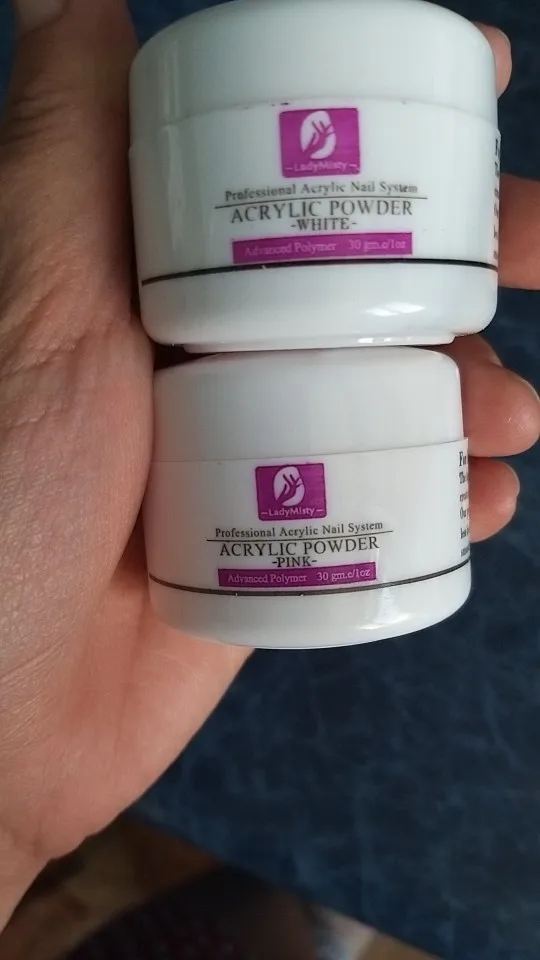 LadyMisty
Professional Acrylic Nail System
ACRYLIC POWDER
-WHITE-
Advanced Polymer 30 gm.e/1oz
LadyMisty
Professional Acrylic Nail System
ACRYLIC POWDER
-PINK-
Advanced Polymer 30 gm.e/1oz